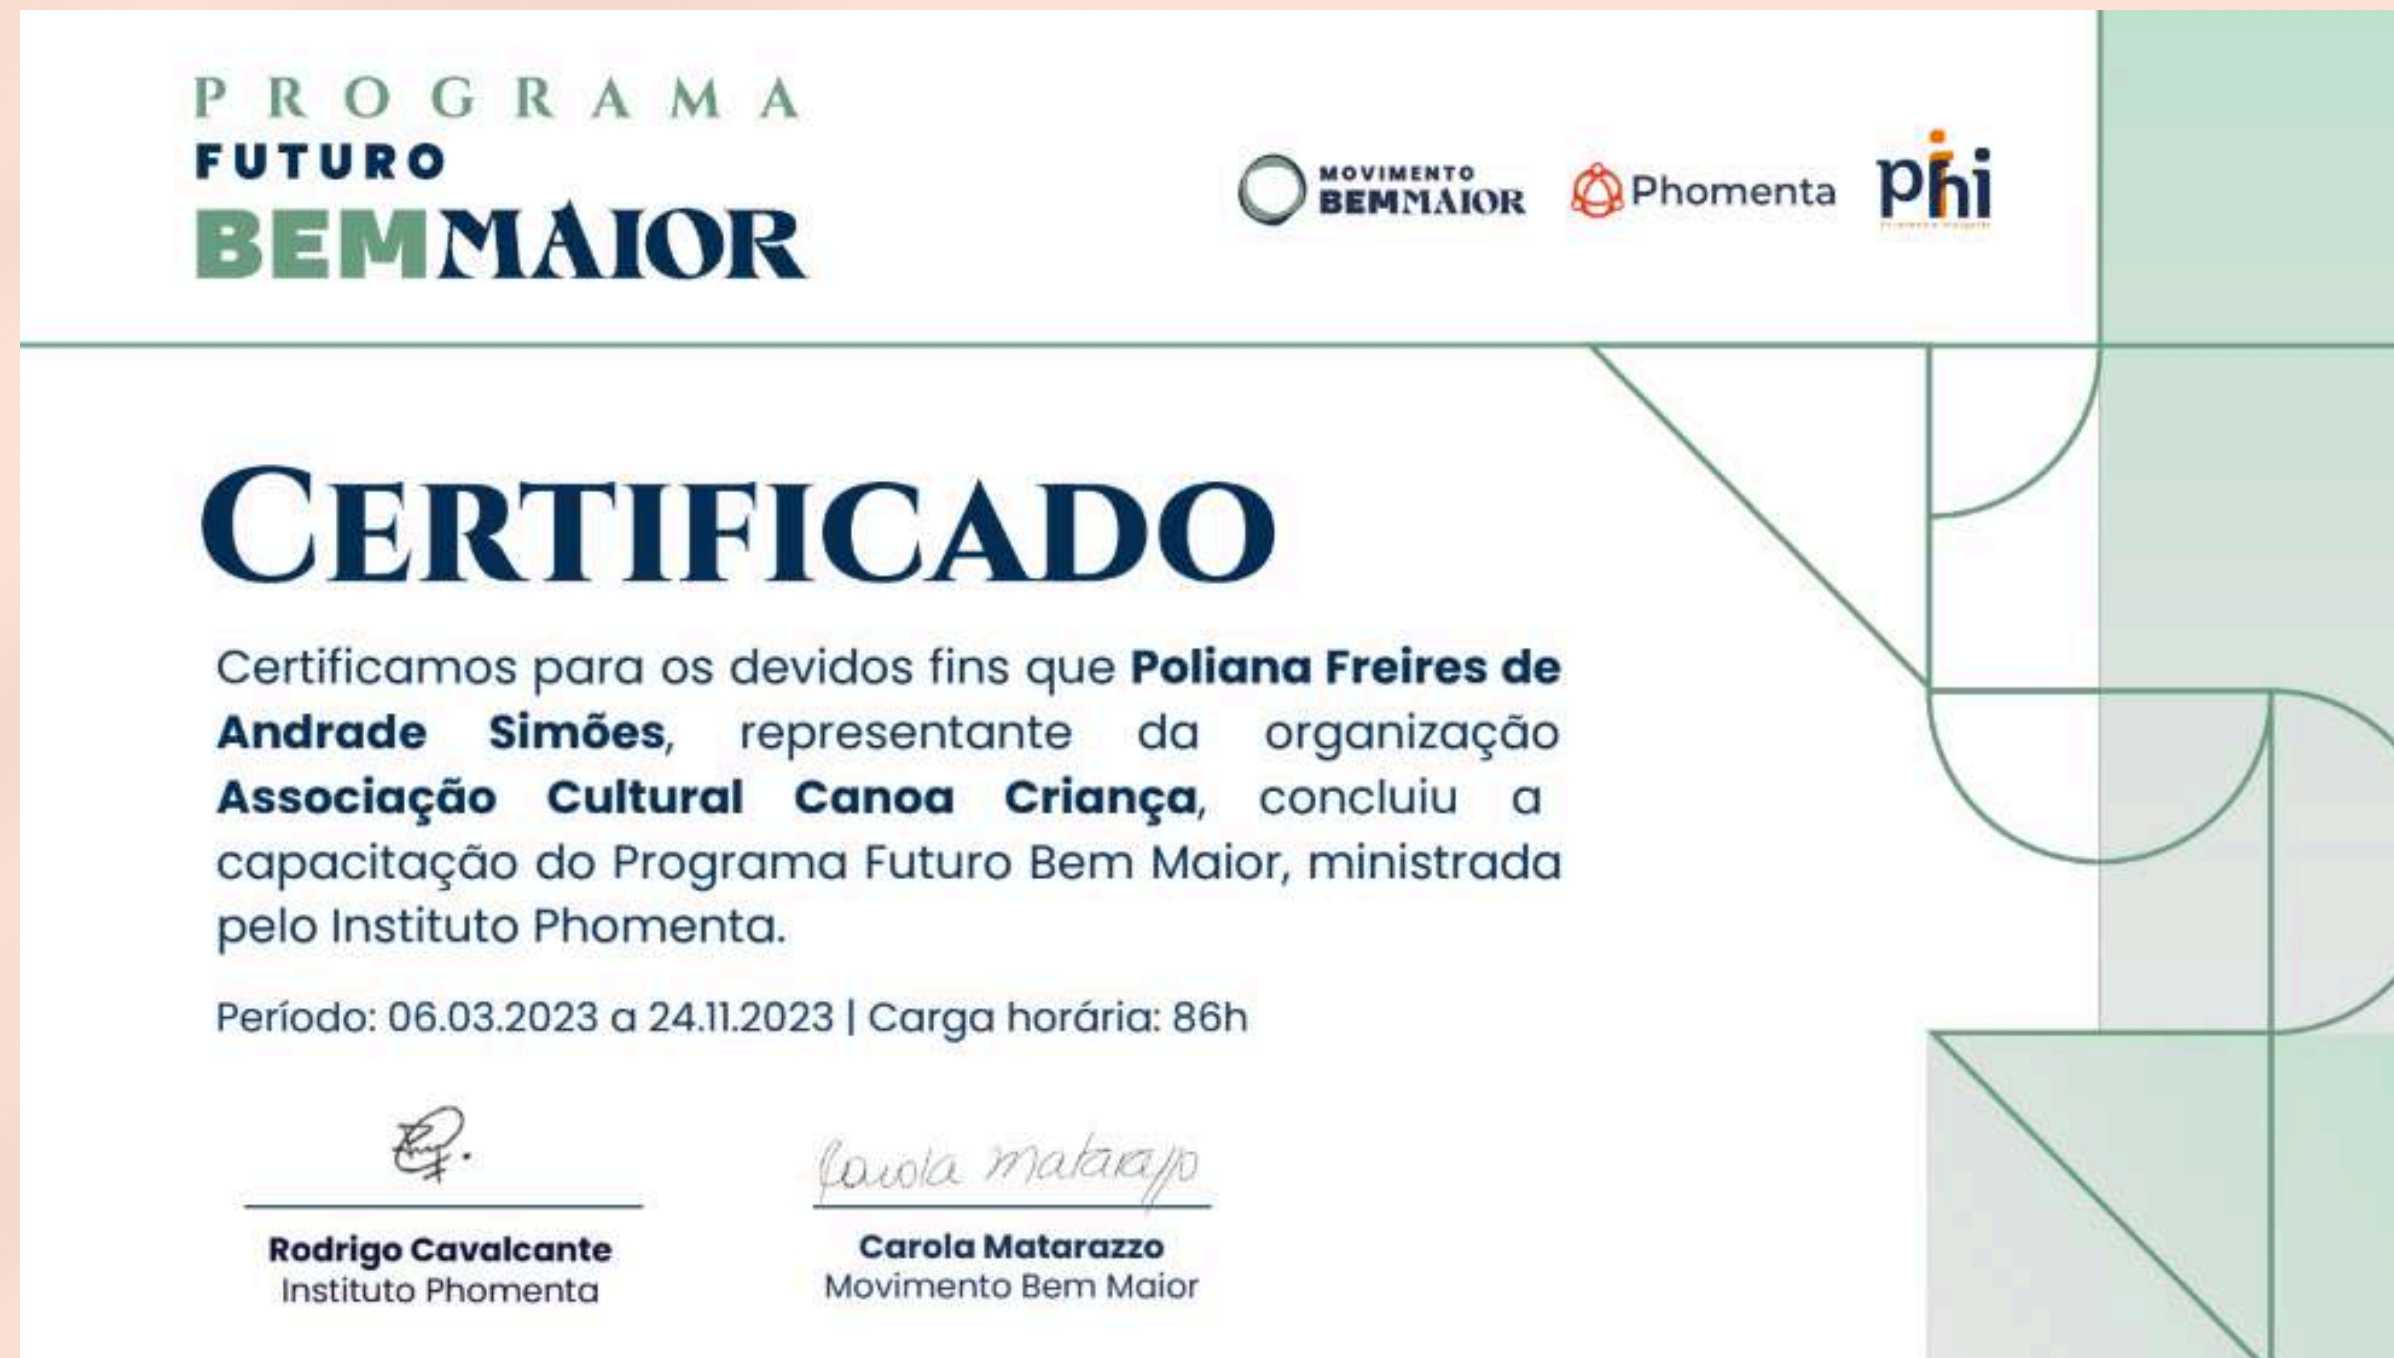 PROGRAMA
FUTURO
BEMMAIOR
MOVIMENTO
BEMMAIOR
Phomenta
phi
CERTIFICADO
Certificamos para os devidos fins que Poliana Freires de
Andrade Simões, representante da organização
Associação Cultural Canoa Criança, concluiu a
capacitação do Programa Futuro Bem Maior, ministrada
pelo Instituto Phomenta.
Período: 06.03.2023 a 24.11.2023 | Carga horária: 86h
Carola Matarazzo
Rodrigo Cavalcante
Instituto Phomenta
Carola Matarazzo
Movimento Bem Maior